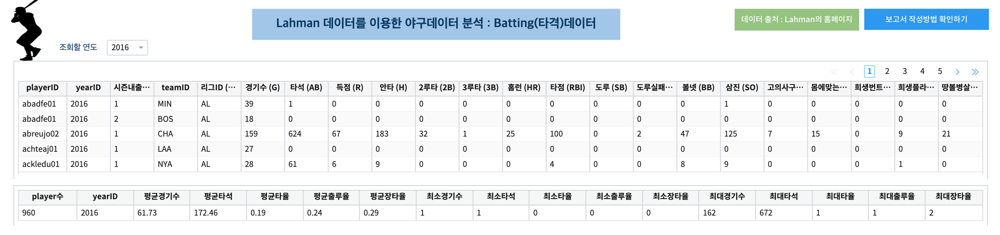 Lahman 데이터를 이용한 야구데이터 분석 : Batting(타격)데이터
데이터 출처 : Lahman의 홈페이지
보고서 작성방법 확인하기
조회할 연도 2016
1 2 3 4 5
playerID yearID 시즌내출… teamID 리그ID (… 경기수 (G) 타석 (AB) 득점 (R) 안타 (H) 2루타 (2B) 3루타 (3B) 홈런 (HR) 타점 (RBI) 도루 (SB) 도루실패… 볼넷 (BB) 삼진 (SO) 고의사구… 몸에맞는… 희생번트… 희생플라… 땅볼병살…
abadfe01 2016 1 MIN AL 39 1 0 0 0 0 0 0 0 0 0 1 0 0 0 0 0
abadfe01 2016 2 BOS AL 18 0 0 0 0 0 0 0 0 0 0 0 0 0 0 0 0
abreujo02 2016 1 CHA AL 159 624 67 183 32 1 25 100 0 2 47 125 7 15 0 9 21
achteaj01 2016 1 LAA AL 27 0 0 0 0 0 0 0 0 0 0 0 0 0 0 0 0
ackledu01 2016 1 NYA AL 28 61 6 9 0 0 0 4 0 0 8 9 0 0 0 1 0
player수 yearID 평균경기수 평균타석 평균타율 평균출루율 평균장타율 최소경기수 최소타석 최소타율 최소출루율 최소장타율 최대경기수 최대타석 최대타율 최대출루율 최대장타율
960 2016 61.73 172.46 0.19 0.24 0.29 1 1 0 0 0 162 672 1 1 2